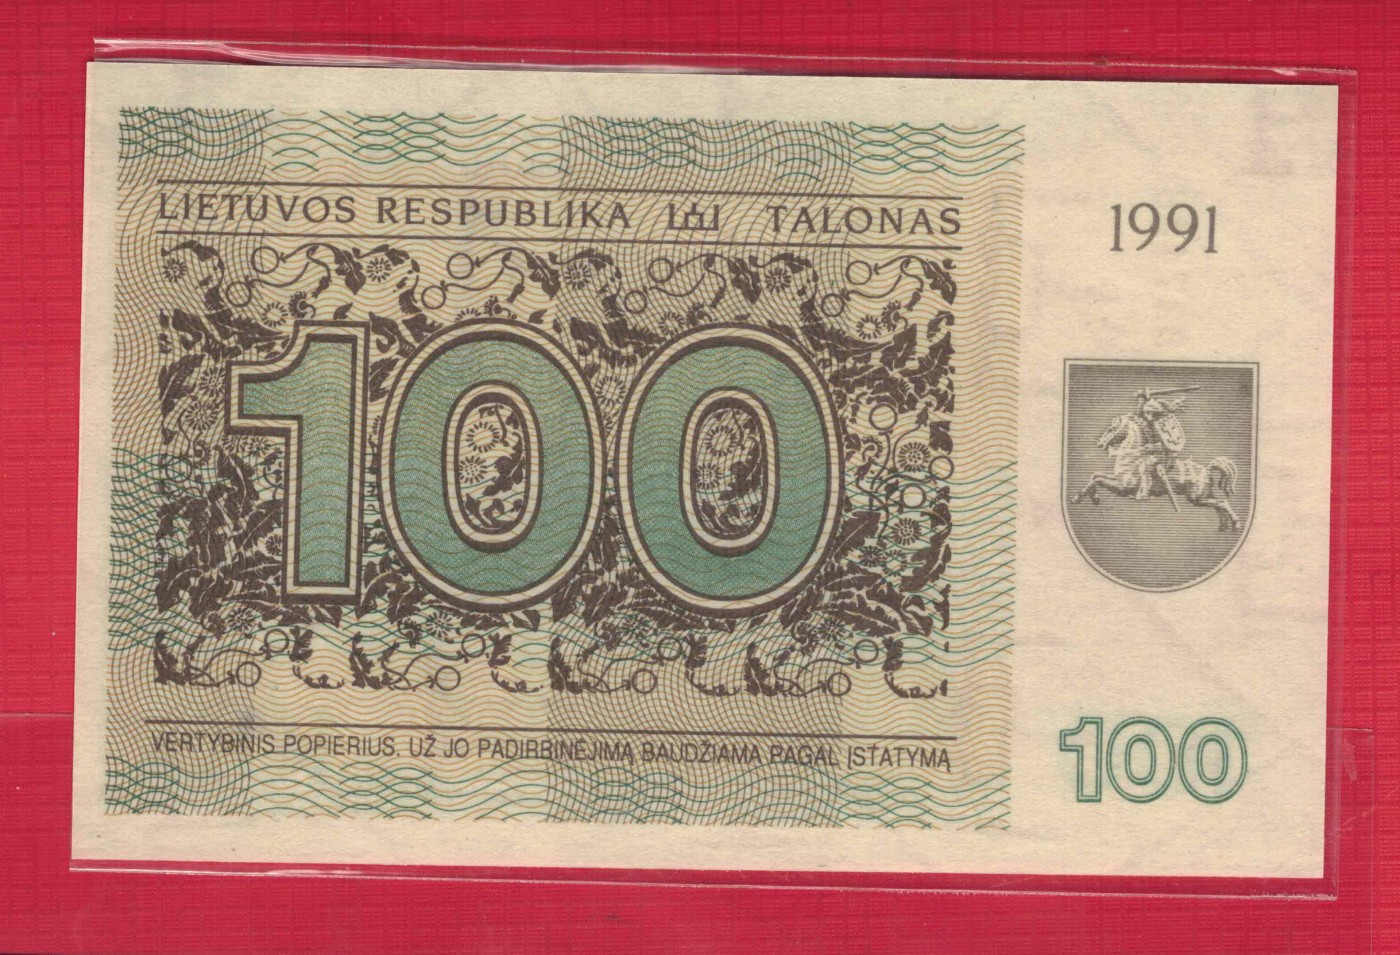 LIETUVOS RESPUBLIKA TALONAS
1991
100
VERTYBINIS POPIERIUS. UŽ JO PADIRBINĖJIMĄ BAUDŽIAMA PAGAL ĮSTATYMĄ
100